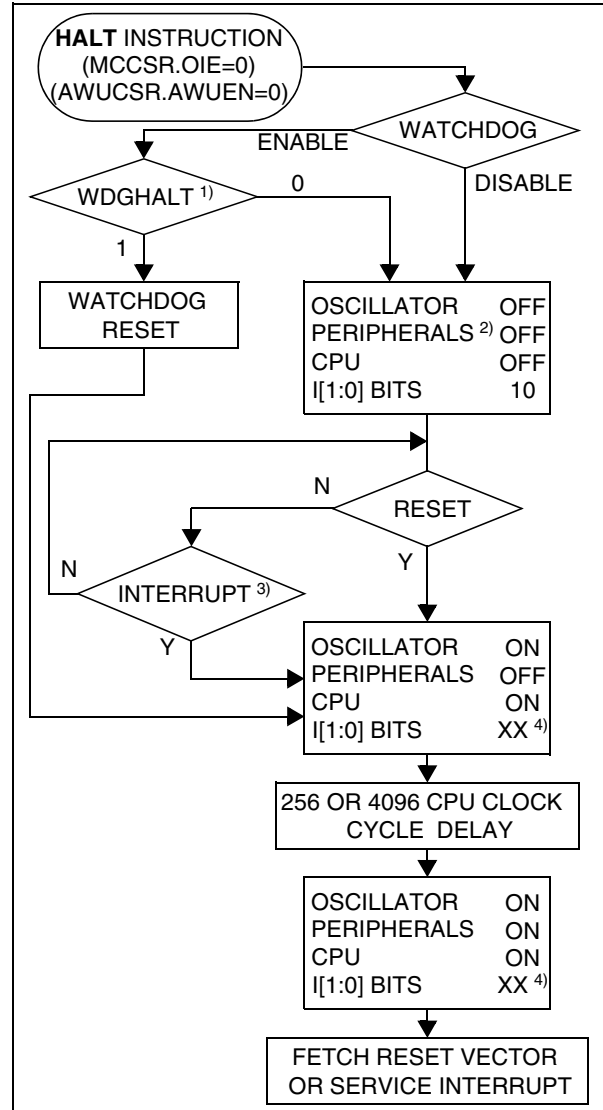 HALT INSTRUCTION
(MCCSR.OIE=0)
(AWUCSR.AWUEN=0)
WATCHDOG
ENABLE
DISABLE
WDGHALT 1)
0
1
WATCHDOG
RESET
OSCILLATOR OFF
PERIPHERALS 2) OFF
CPU OFF
I[1:0] BITS 10
N
RESET
Y
N
INTERRUPT 3)
Y
OSCILLATOR ON
PERIPHERALS OFF
CPU ON
I[1:0] BITS XX 4)
256 OR 4096 CPU CLOCK
CYCLE DELAY
OSCILLATOR ON
PERIPHERALS ON
CPU ON
I[1:0] BITS XX 4)
FETCH RESET VECTOR
OR SERVICE INTERRUPT